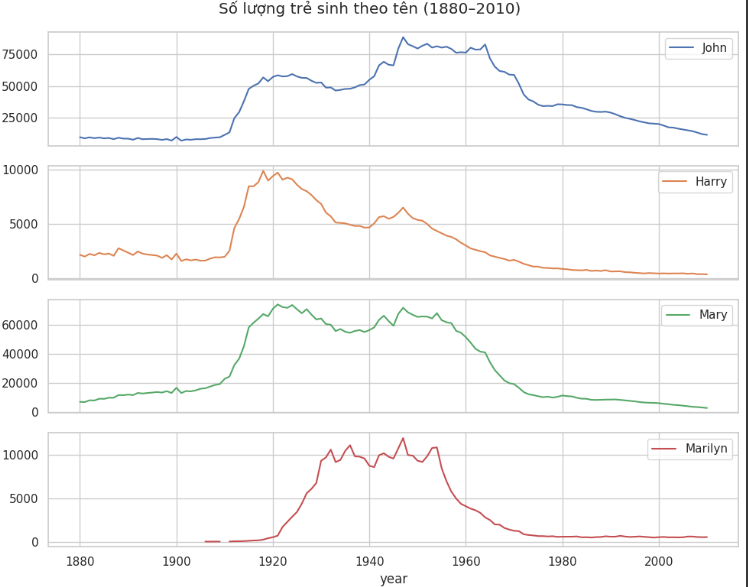 Số lượng trẻ sinh theo tên (1880–2010)
75000
50000
25000
John
10000
5000
0
Harry
60000
40000
20000
0
Mary
10000
5000
0
Marilyn
1880 1900 1920 1940 1960 1980 2000
year